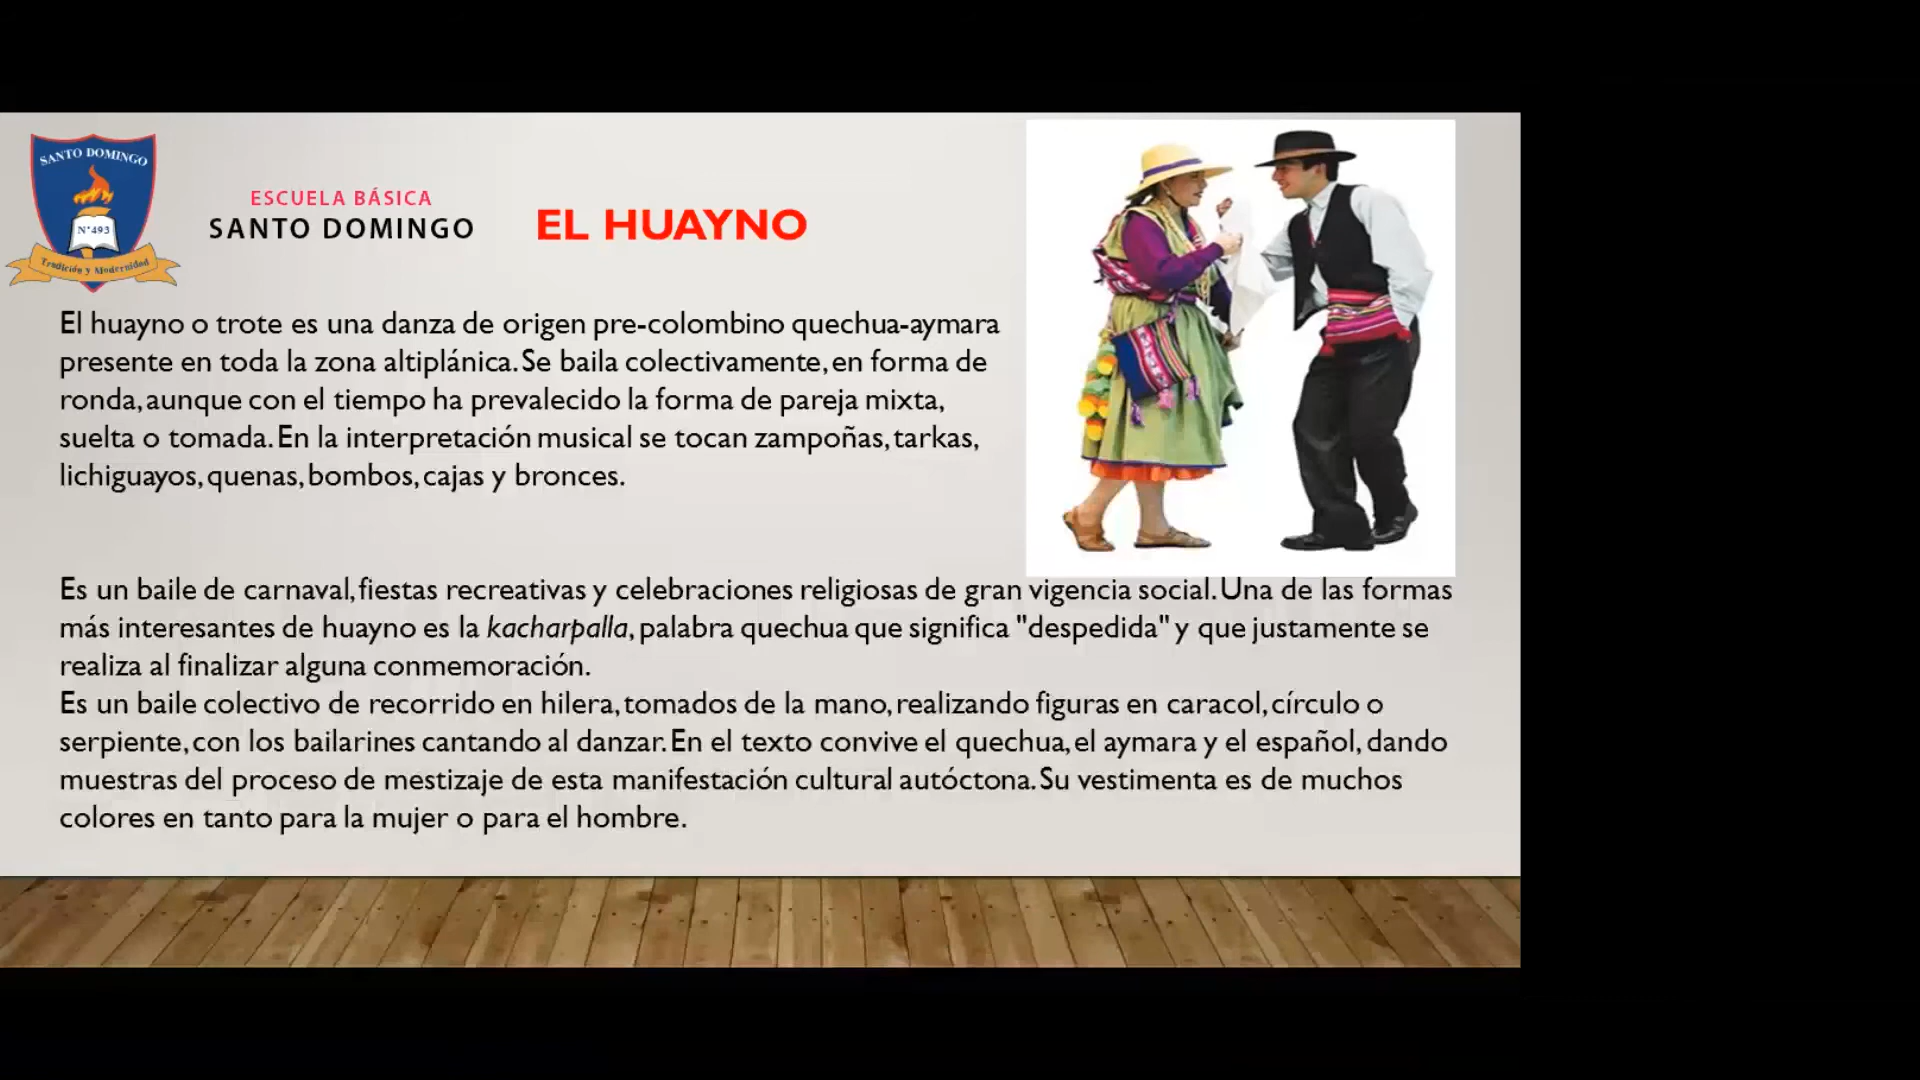 SANTO DOMINGO
N°493
Tradición y Modernidad
ESCUELA BÁSICA
SANTO DOMINGO
EL HUAYNO
El huayno o trote es una danza de origen pre-colombino quechua-aymara
presente en toda la zona altiplánica. Se baila colectivamente, en forma de
ronda, aunque con el tiempo ha prevalecido la forma de pareja mixta,
suelta o tomada. En la interpretación musical se tocan zampoñas, tarkas,
lichiguayos, quenas, bombos, cajas y bronces.
Es un baile de carnaval, fiestas recreativas y celebraciones religiosas de gran vigencia social. Una de las formas
más interesantes de huayno es la kacharpalla, palabra quechua que significa "despedida" y que justamente se
realiza al finalizar alguna conmemoración.
Es un baile colectivo de recorrido en hilera, tomados de la mano, realizando figuras en caracol, círculo o
serpiente, con los bailarines cantando al danzar. En el texto convive el quechua, el aymara y el español, dando
muestras del proceso de mestizaje de esta manifestación cultural autóctona. Su vestimenta es de muchos
colores en tanto para la mujer o para el hombre.